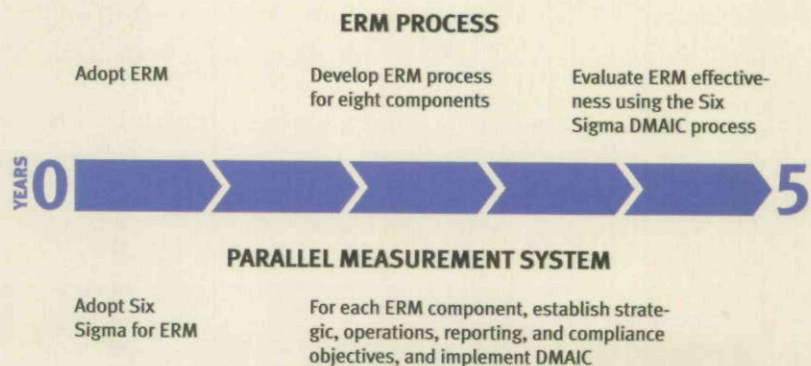 ERM PROCESS
Adopt ERM
Develop ERM process
for eight components
Evaluate ERM effective-
ness using the Six
Sigma DMAIC process
YEARS
0
5
PARALLEL MEASUREMENT SYSTEM
Adopt Six
Sigma for ERM
For each ERM component, establish strate-
gic, operations, reporting, and compliance
objectives, and implement DMAIC